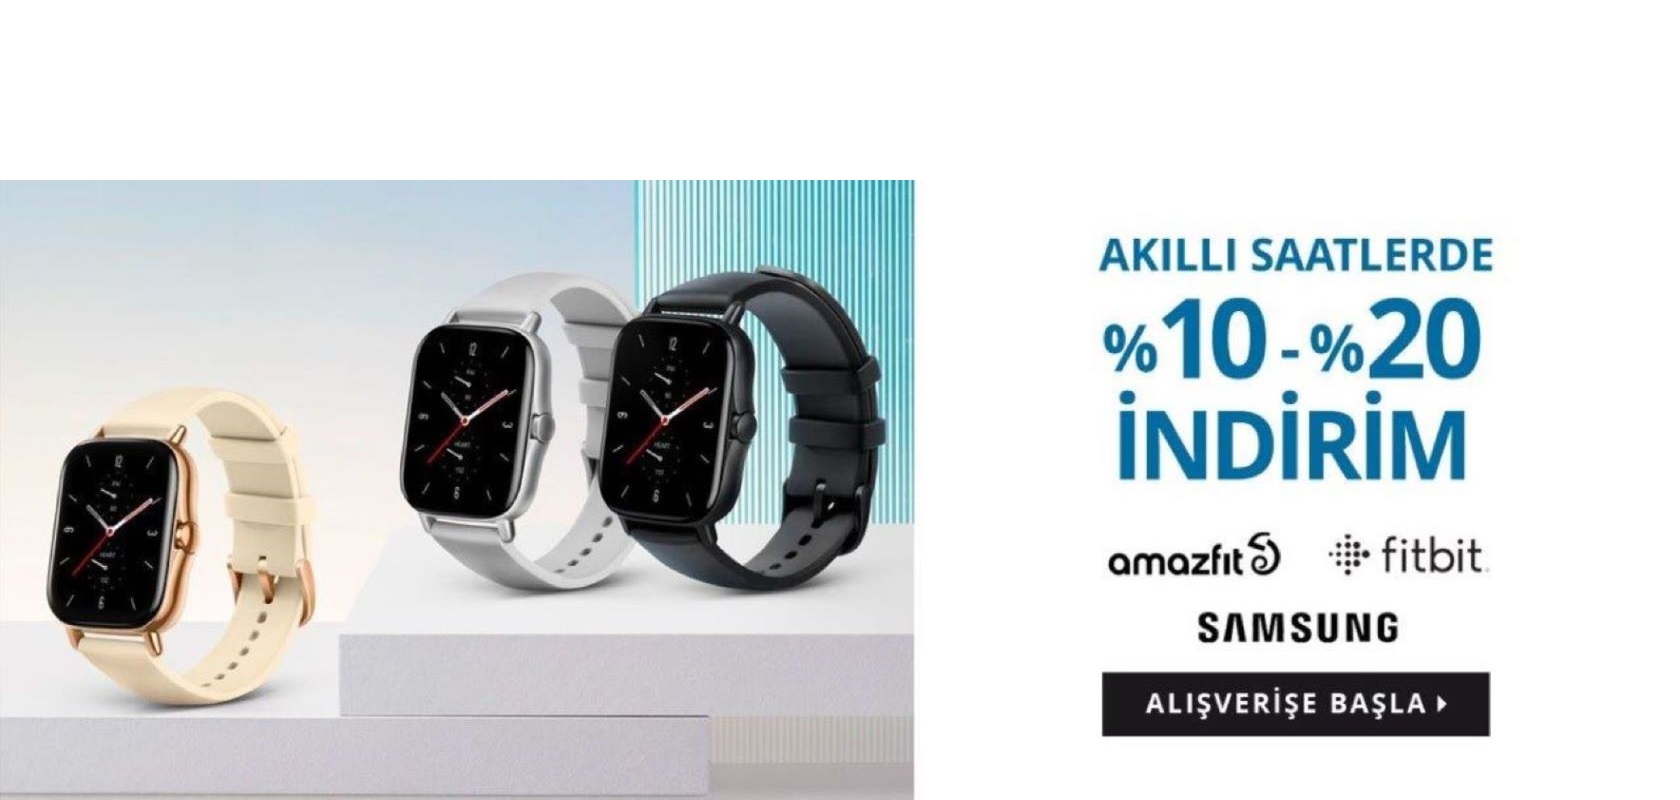 AKILLI SAATLERDE
%10 - %20
İNDİRİM
amazfit fitbit
SAMSUNG
ALIŞVERİŞE BAŞLA